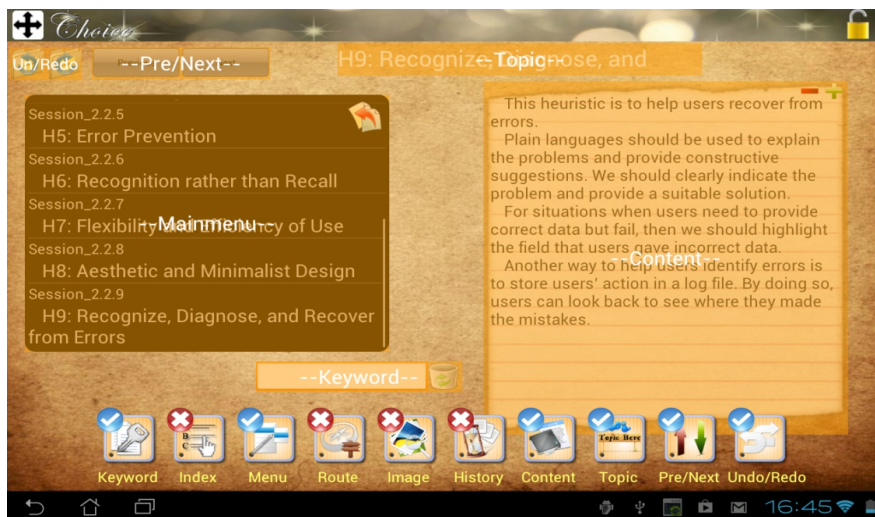 Choice
Un/Redo
--Pre/Next--
H9: Recognize, Diagnose, and
--Topic--
Session_2.2.5
H5: Error Prevention
Session_2.2.6
H6: Recognition rather than Recall
Session_2.2.7
H7: Flexibility and Efficiency of Use
--Mainmenu--
Session_2.2.8
H8: Aesthetic and Minimalist Design
Session_2.2.9
H9: Recognize, Diagnose, and Recover
from Errors
This heuristic is to help users recover from
errors.
Plain languages should be used to explain
the problems and provide constructive
suggestions. We should clearly indicate the
problem and provide a suitable solution.
For situations when users need to provide
correct data but fail, then we should highlight
the field that users gave incorrect data.
--Content--
Another way to help users identify errors is
to store users' action in a log file. By doing so,
users can look back to see where they made
the mistakes.
--Keyword--
B
C
Topic Here
Keyword Index Menu Route Image History Content Topic Pre/Next Undo/Redo
16:45